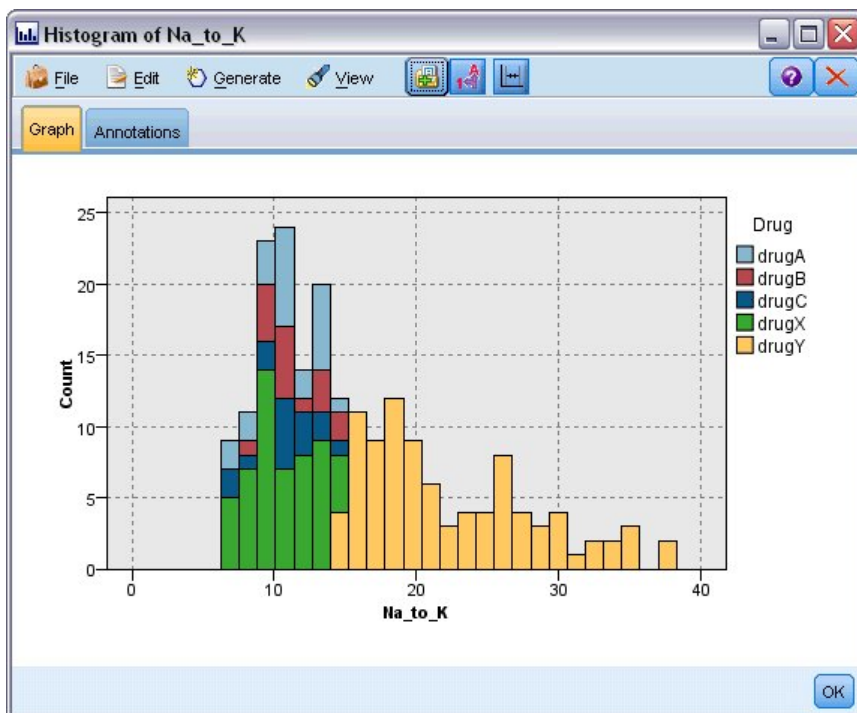 Histogram of Na_to_K
File Edit Generate View
Graph Annotations
Count
25
20
15
10
5
0
0 10 20 30 40
Na_to_K
Drug
drugA
drugB
drugC
drugX
drugY
OK